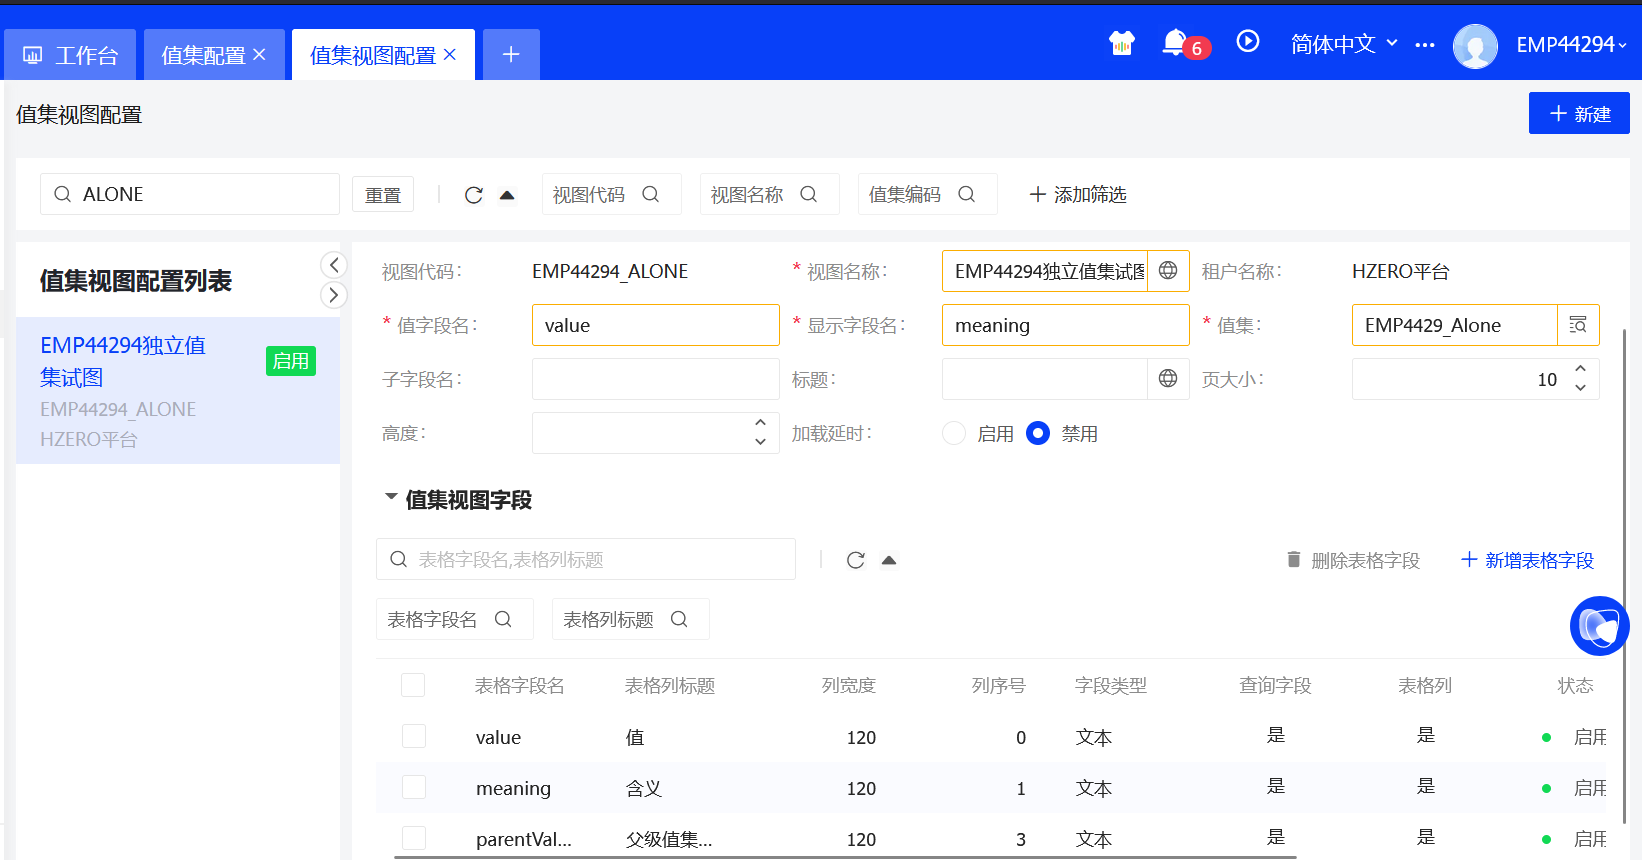 工作台
值集配置
值集视图配置
6
简体中文
EMP44294
值集视图配置
新建
ALONE
重置
视图代码
视图名称
值集编码
添加筛选
值集视图配置列表
EMP44294独立值
集试图
启用
EMP44294_ALONE
HZERO平台
视图代码:
EMP44294_ALONE
* 视图名称:
EMP44294独立值集试图
租户名称:
HZERO平台
* 值字段名:
value
* 显示字段名:
meaning
* 值集:
EMP4429_Alone
子字段名:
标题:
页大小:
10
高度:
加载延时:
启用
禁用
值集视图字段
表格字段名,表格列标题
删除表格字段
新增表格字段
表格字段名
表格列标题
表格字段名 表格列标题 列宽度 列序号 字段类型 查询字段 表格列 状态
value 值 120 0 文本 是 是 启用
meaning 含义 120 1 文本 是 是 启用
parentVal... 父级值集... 120 3 文本 是 是 启用